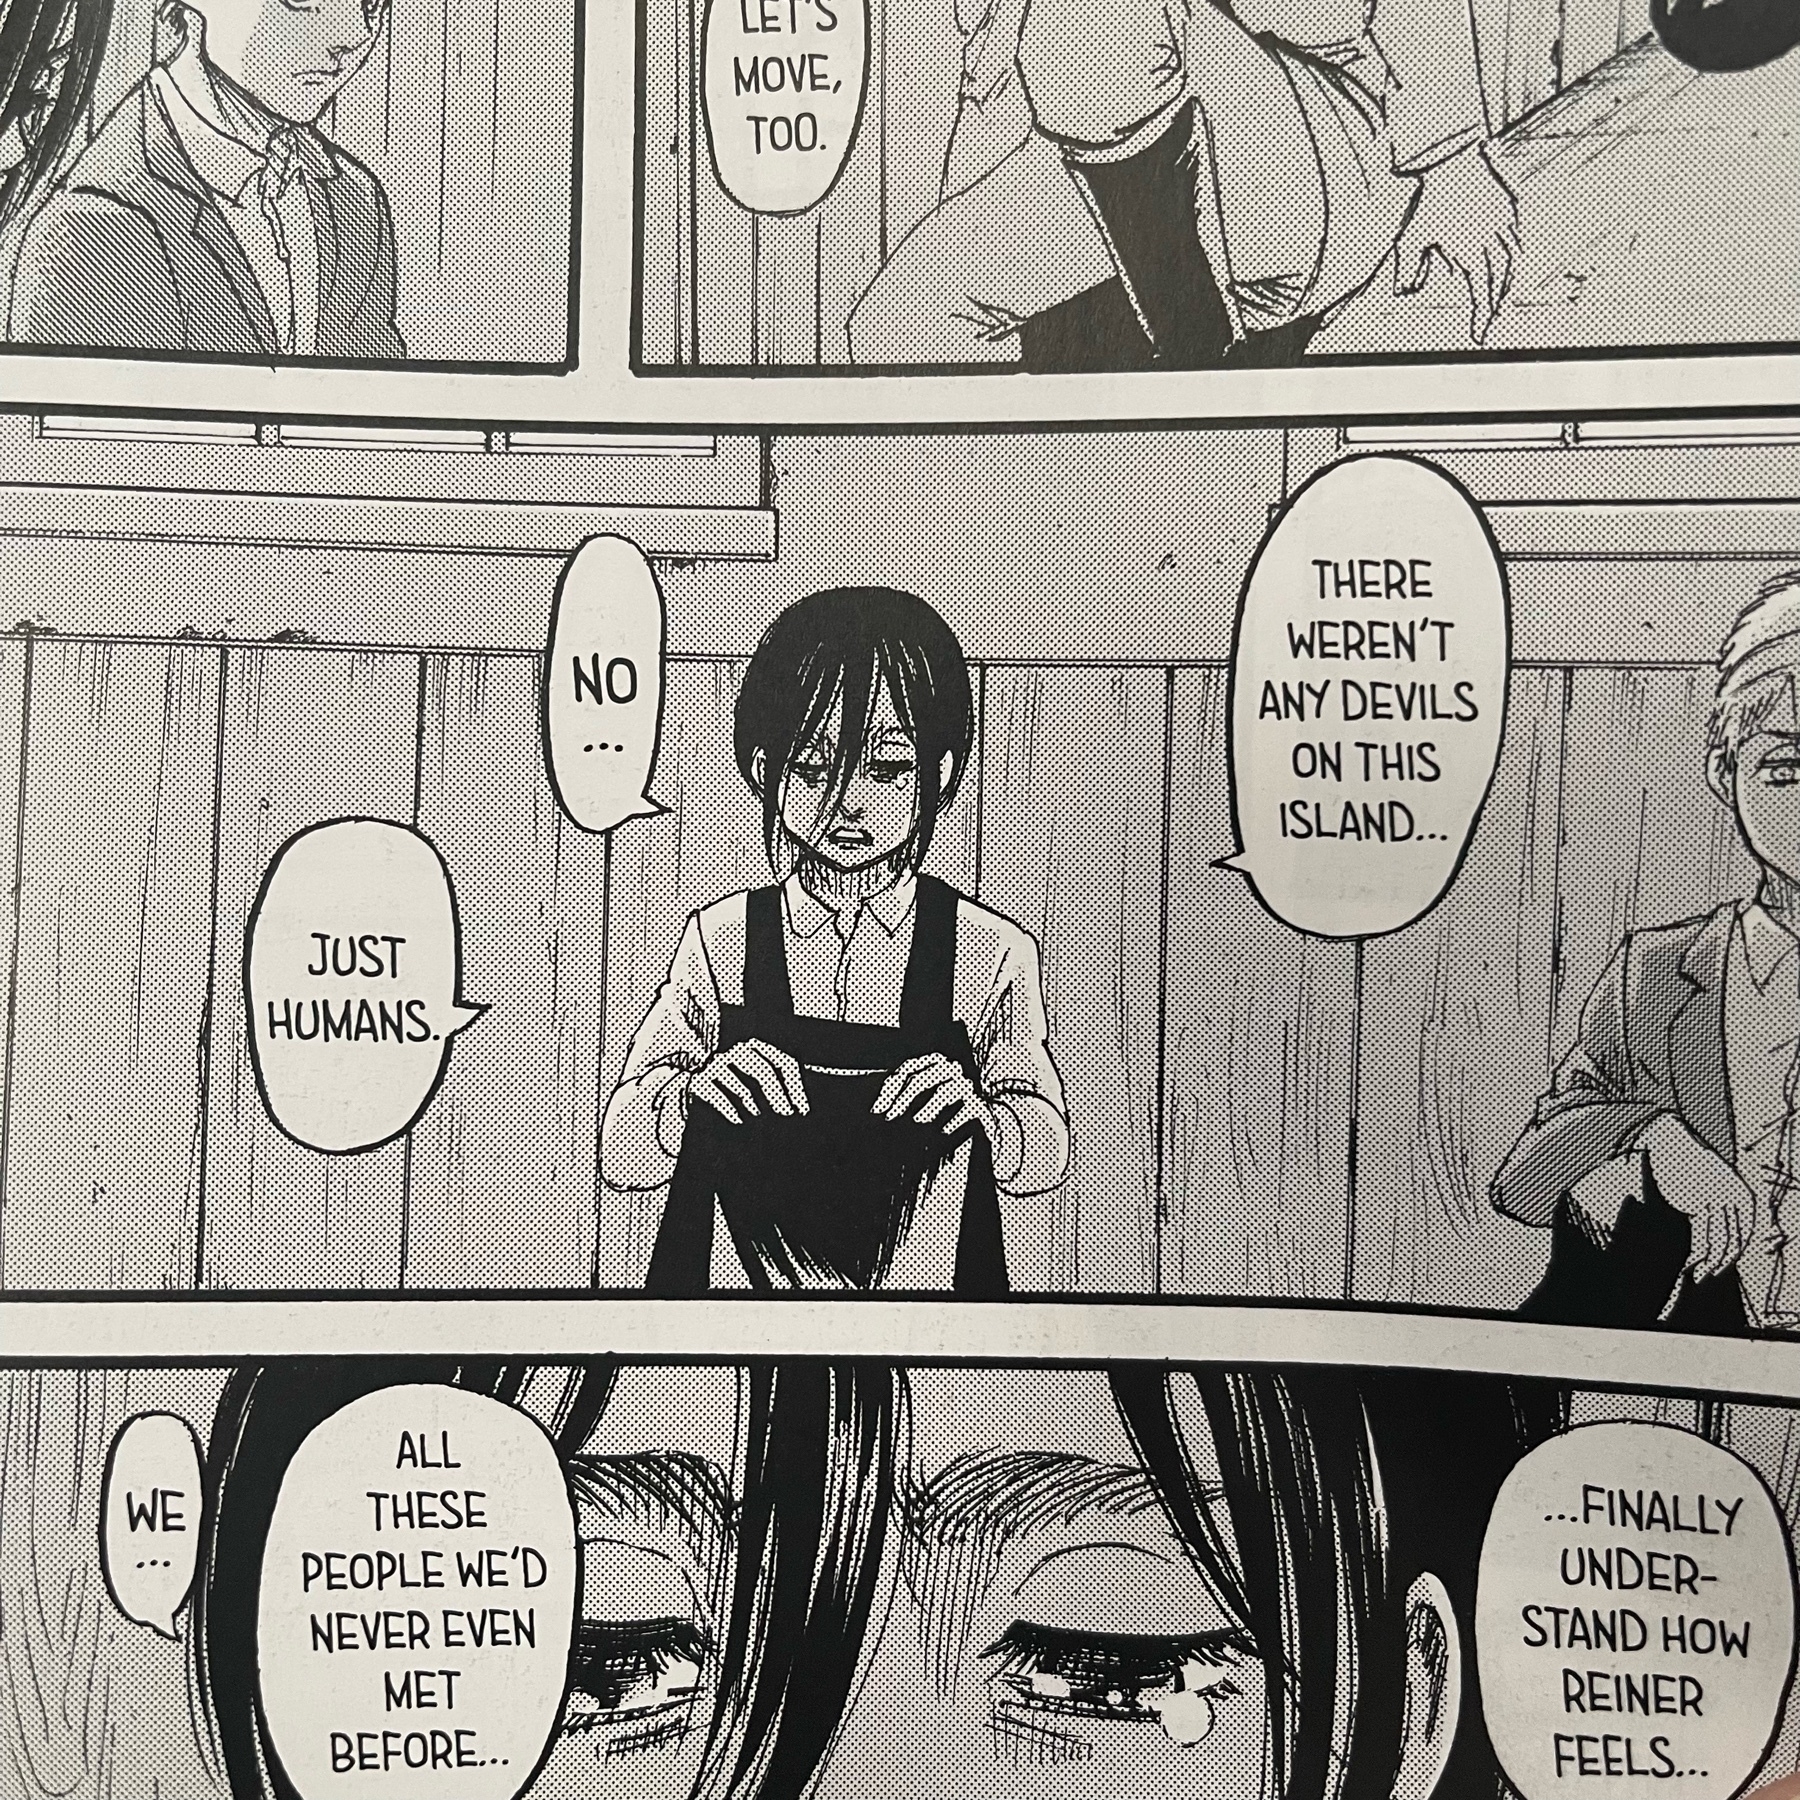 LET'S
MOVE,
TOO.
THERE
WEREN'T
ANY DEVILS
ON THIS
ISLAND...
NO
...
JUST
HUMANS.
...FINALLY
UNDER-
STAND HOW
REINER
FEELS...
ALL
THESE
PEOPLE WE'D
NEVER EVEN
MET
BEFORE...
WE
...